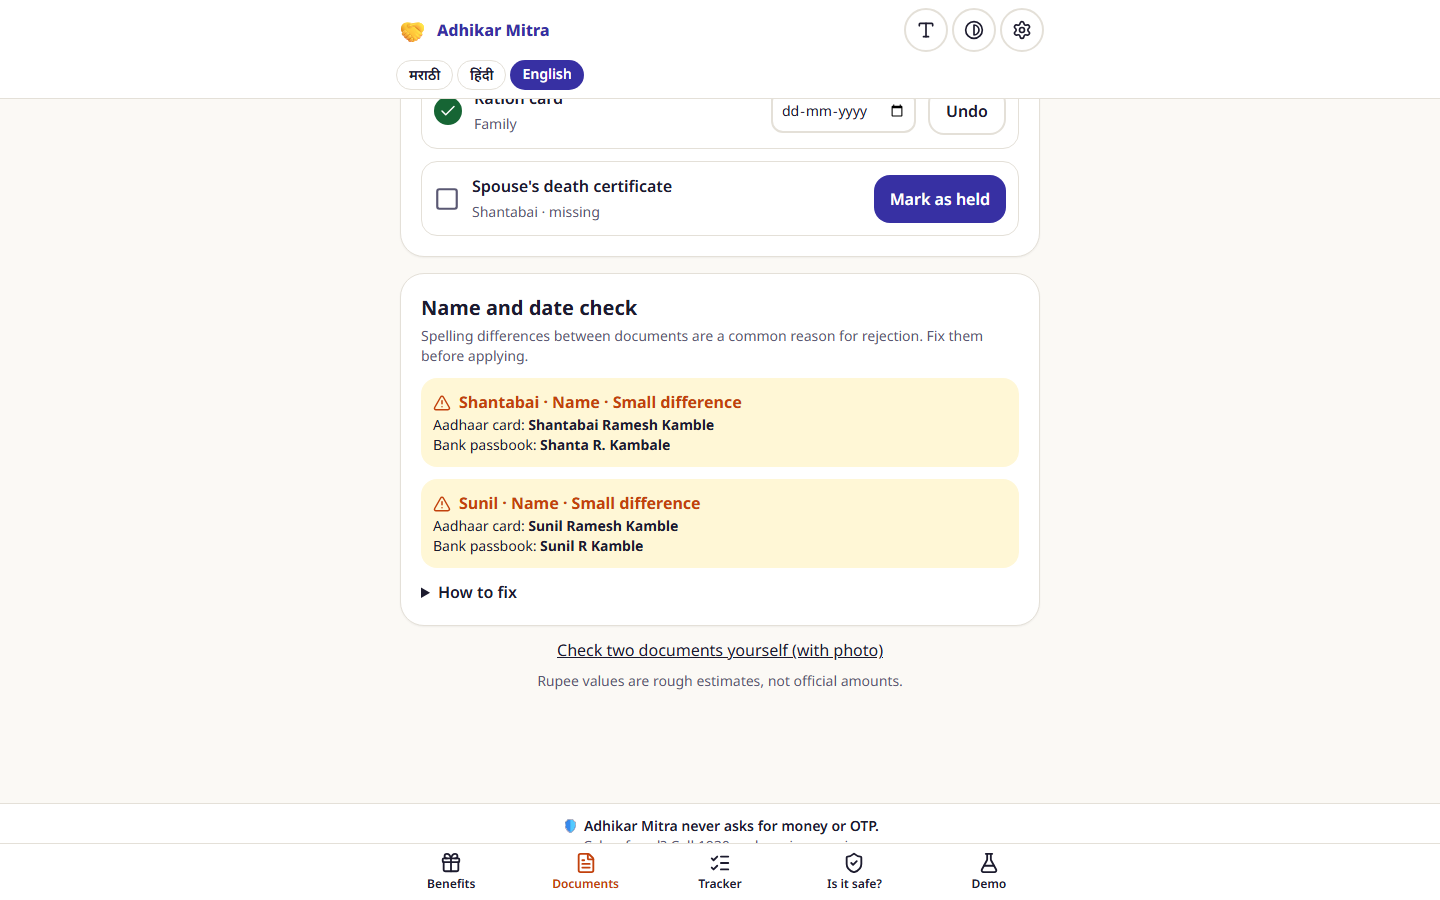 Adhikar Mitra
मराठी
हिंदी
English
Ration card
Family
dd-mm-yyyy
Undo
Spouse's death certificate
Shantabai · missing
Mark as held
Name and date check
Spelling differences between documents are a common reason for rejection. Fix them
before applying.
Shantabai · Name · Small difference
Aadhaar card: Shantabai Ramesh Kamble
Bank passbook: Shanta R. Kambale
Sunil · Name · Small difference
Aadhaar card: Sunil Ramesh Kamble
Bank passbook: Sunil R Kamble
How to fix
Check two documents yourself (with photo)
Rupee values are rough estimates, not official amounts.
Adhikar Mitra never asks for money or OTP.
Benefits
Documents
Tracker
Is it safe?
Demo